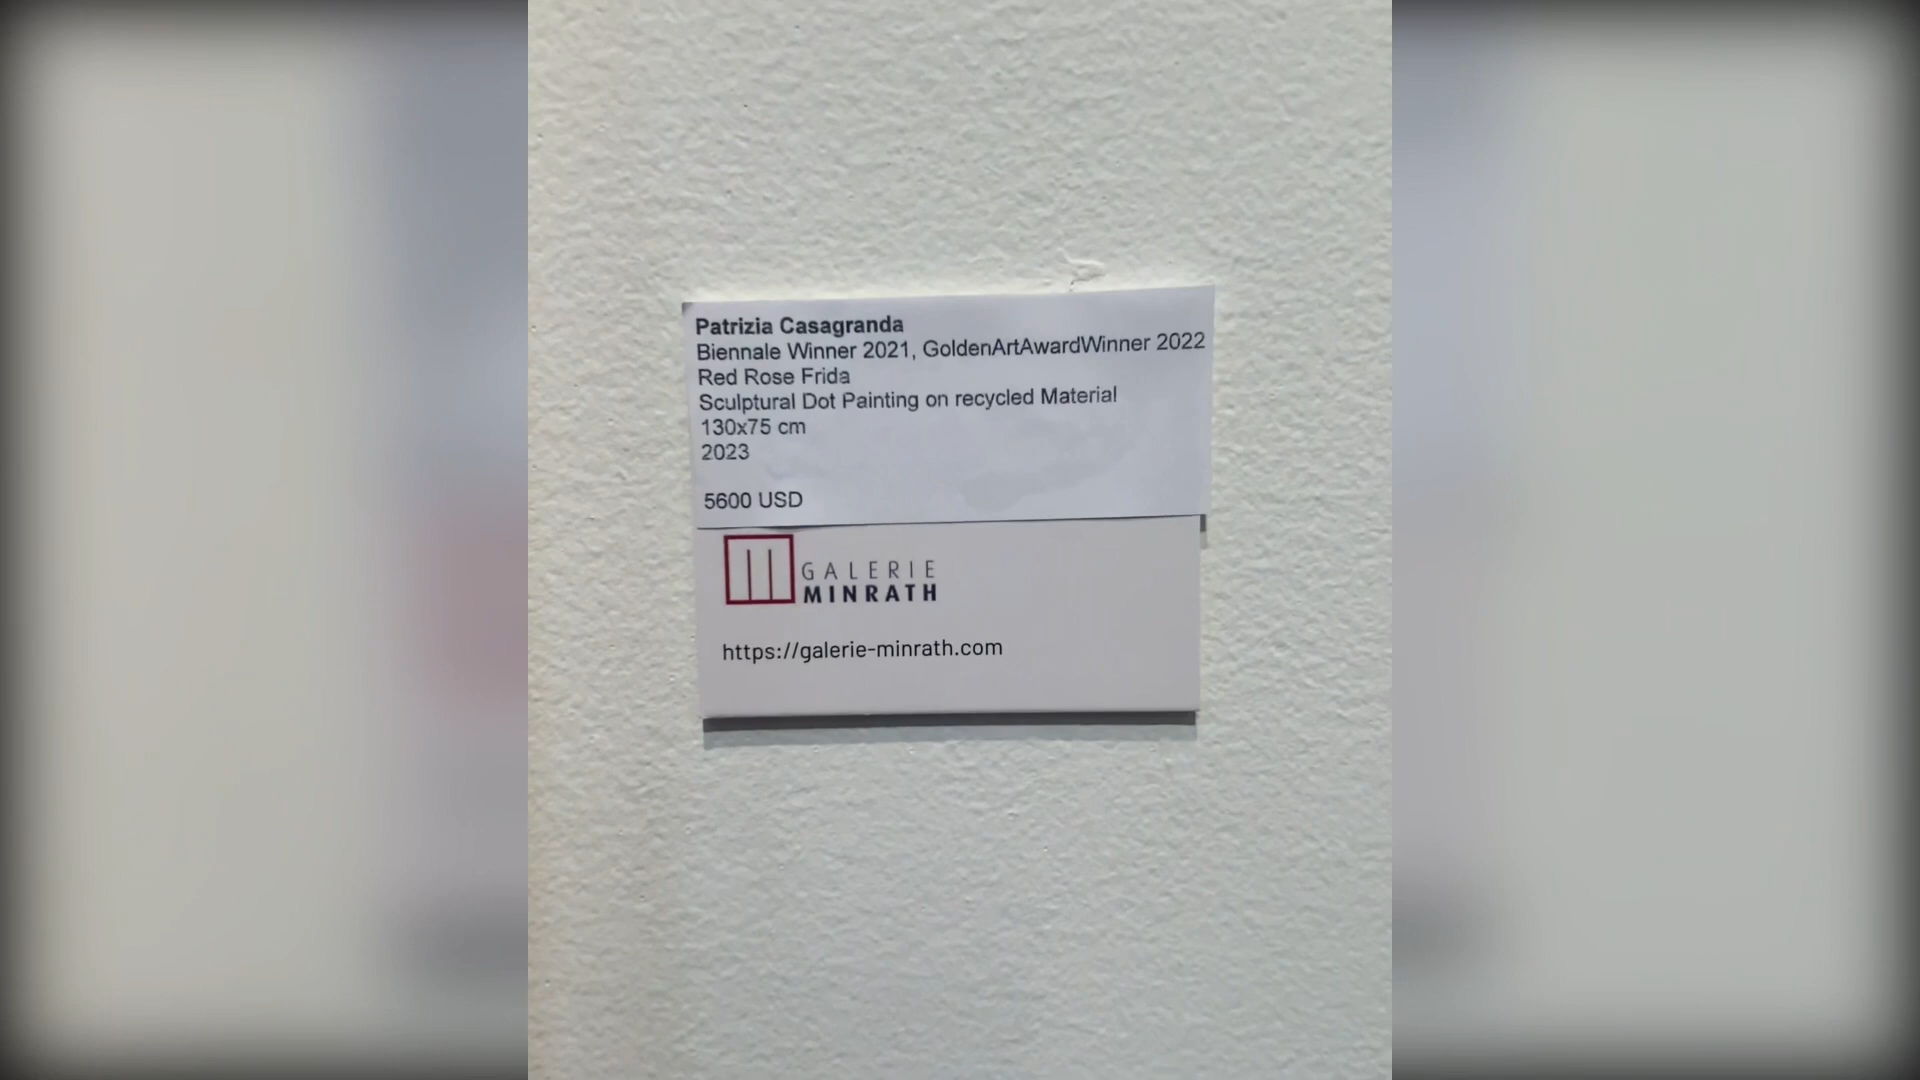 Patrizia Casagranda
Biennale Winner 2021, GoldenArtAwardWinner 2022
Red Rose Frida
Sculptural Dot Painting on recycled Material
130x75 cm
2023
5600 USD
GALERIE
MINRATH
https://galerie-minrath.com